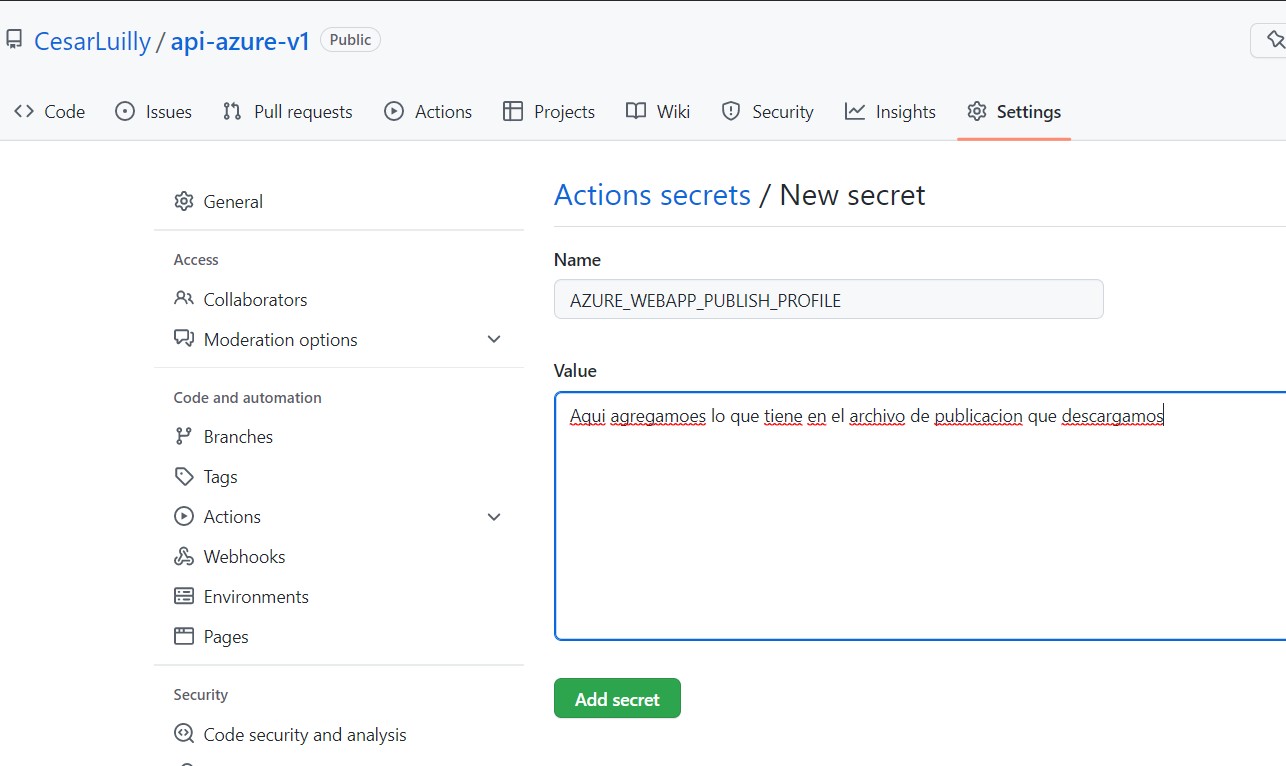 CesarLuilly / api-azure-v1 Public
Code Issues Pull requests Actions Projects Wiki Security Insights Settings
General
Access
Collaborators
Moderation options
Code and automation
Branches
Tags
Actions
Webhooks
Environments
Pages
Security
Code security and analysis
Actions secrets / New secret
Name
AZURE_WEBAPP_PUBLISH_PROFILE
Value
Aqui agregamoes lo que tiene en el archivo de publicacion que descargamos
Add secret